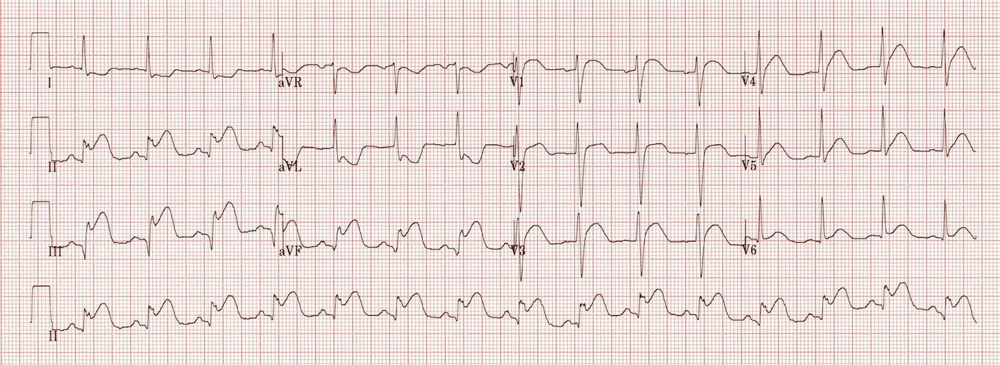 I aVR V1 V4
II aVL V2 V5
III aVF V3 V6
II